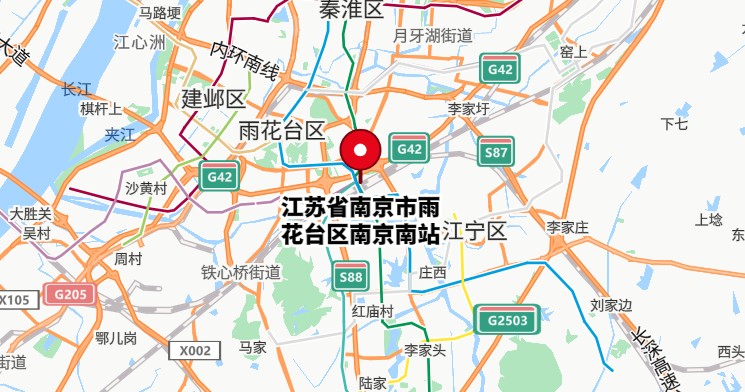 秦淮区
马路埂
月牙湖街道
江心洲
大道
内环南线
窑上
G42
长江
棋杆上
建邺区
李家圩
夹江
雨花台区
下七
G42
S87
G42
沙黄村
大胜关
吴村
江苏省南京市雨
花台区南京南站
上埝
江宁区
李家庄
东
周村
铁心桥街道
S88
庄西
X105
G205
红庙村
刘家边
G2503
鄂儿岗
X002
马家
李家头
长深高速
西头
街道
陆家